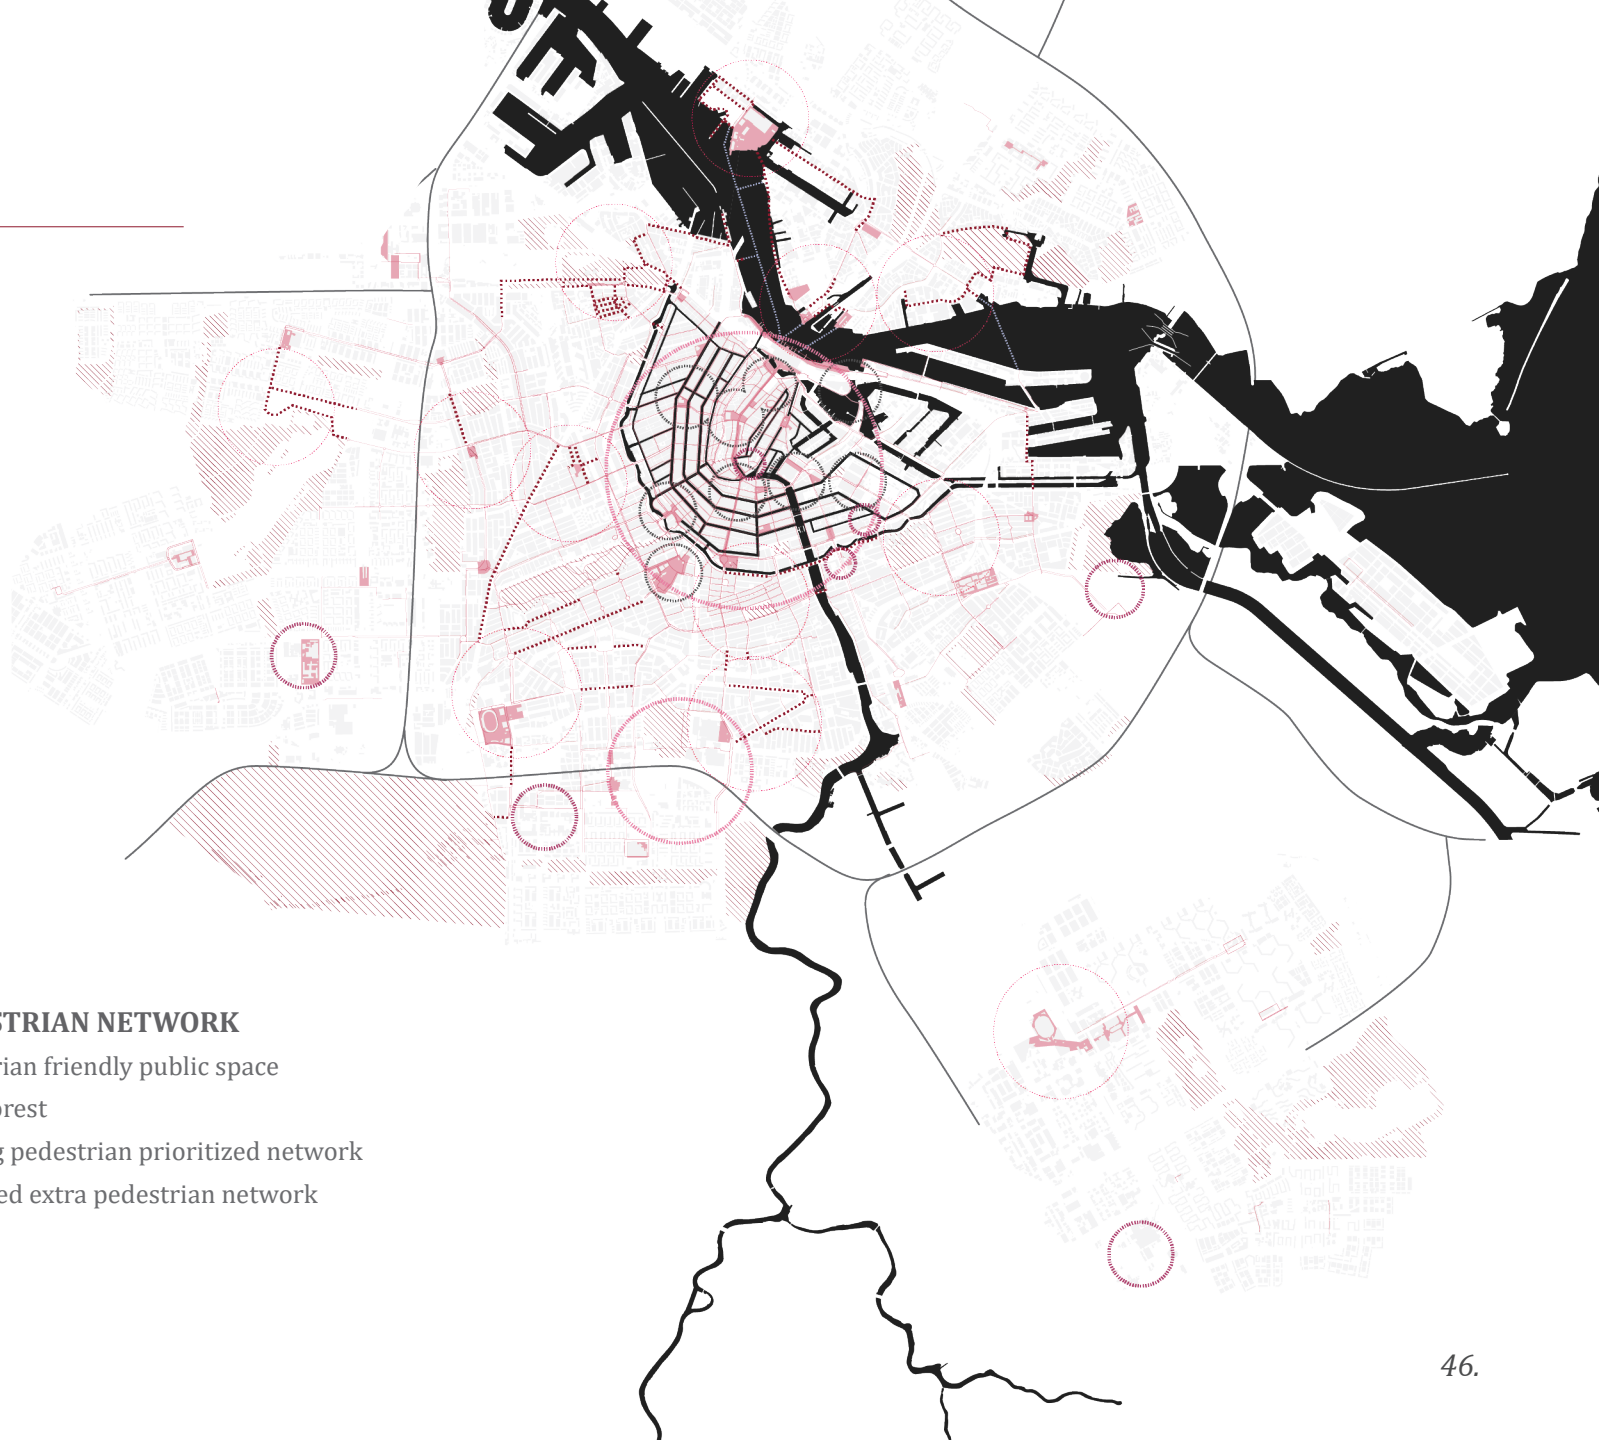 STRIAN NETWORK
rian friendly public space
orest
g pedestrian prioritized network
ed extra pedestrian network
46.